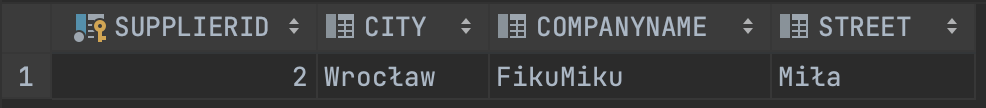 SUPPLIERID CITY COMPANYNAME STREET
1 2 Wrocław FikuMiku Miła